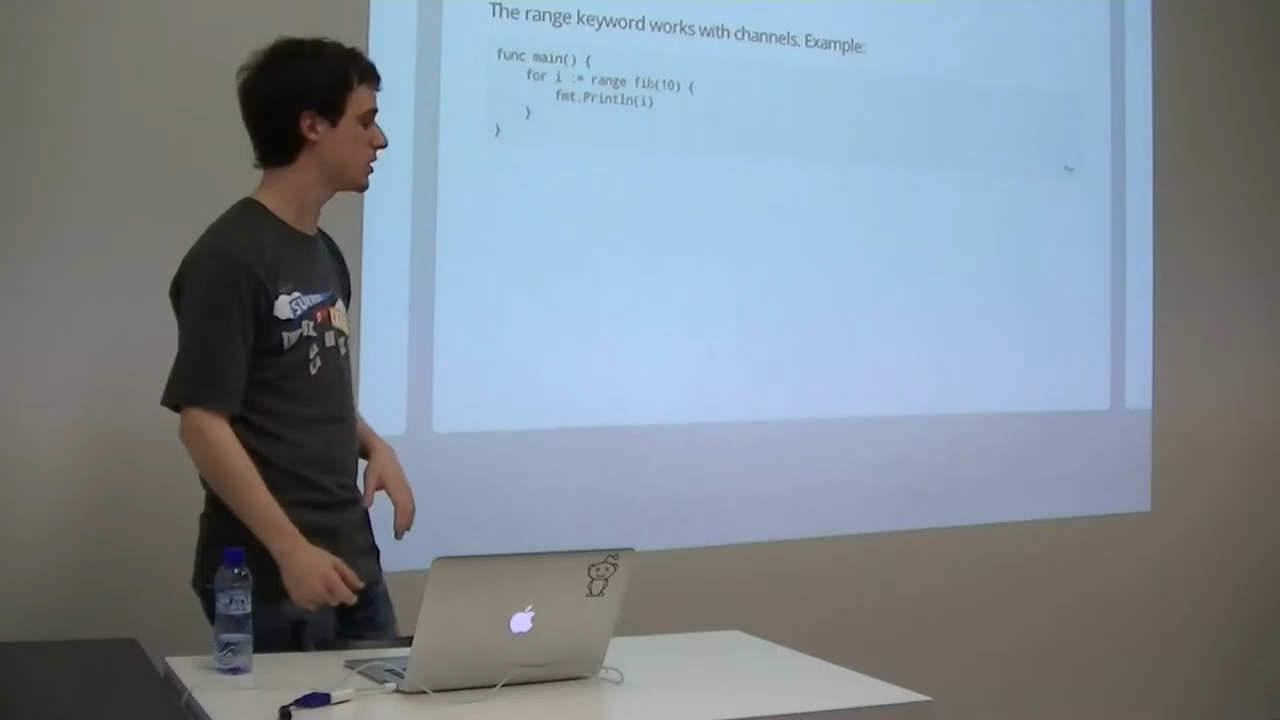 The range keyword works with channels. Example:
func main() {
for i := range fib(10) {
fmt.Println(i)
}
}